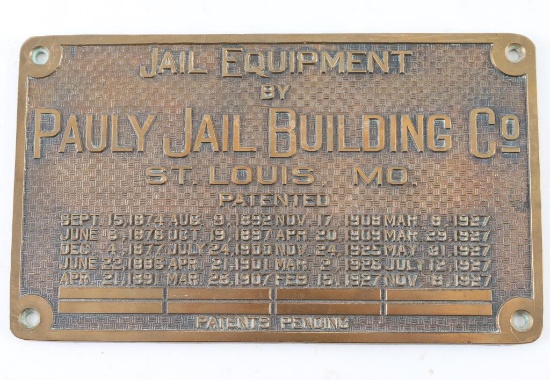 JAIL EQUIPMENT
BY
PAULY JAIL BUILDING CO
ST. LOUIS, MO.
PATENTED
SEPT. 15, 1874 AUG. 9, 1892 NOV. 17, 1908 MAR. 8, 1927
JUNE 6, 1876 OCT. 19, 1897 APR. 20, 1909 MAR. 29, 1927
DEC. 4, 1877 JULY 24, 1900 NOV. 24, 1925 MAY 31, 1927
JUNE 22, 1886 APR. 21, 1901 MAR. 2, 1926 JULY 12, 1927
APR. 21, 1891 MAR. 26, 1907 FEB. 15, 1927 NOV. 8, 1927
PATENTS PENDING